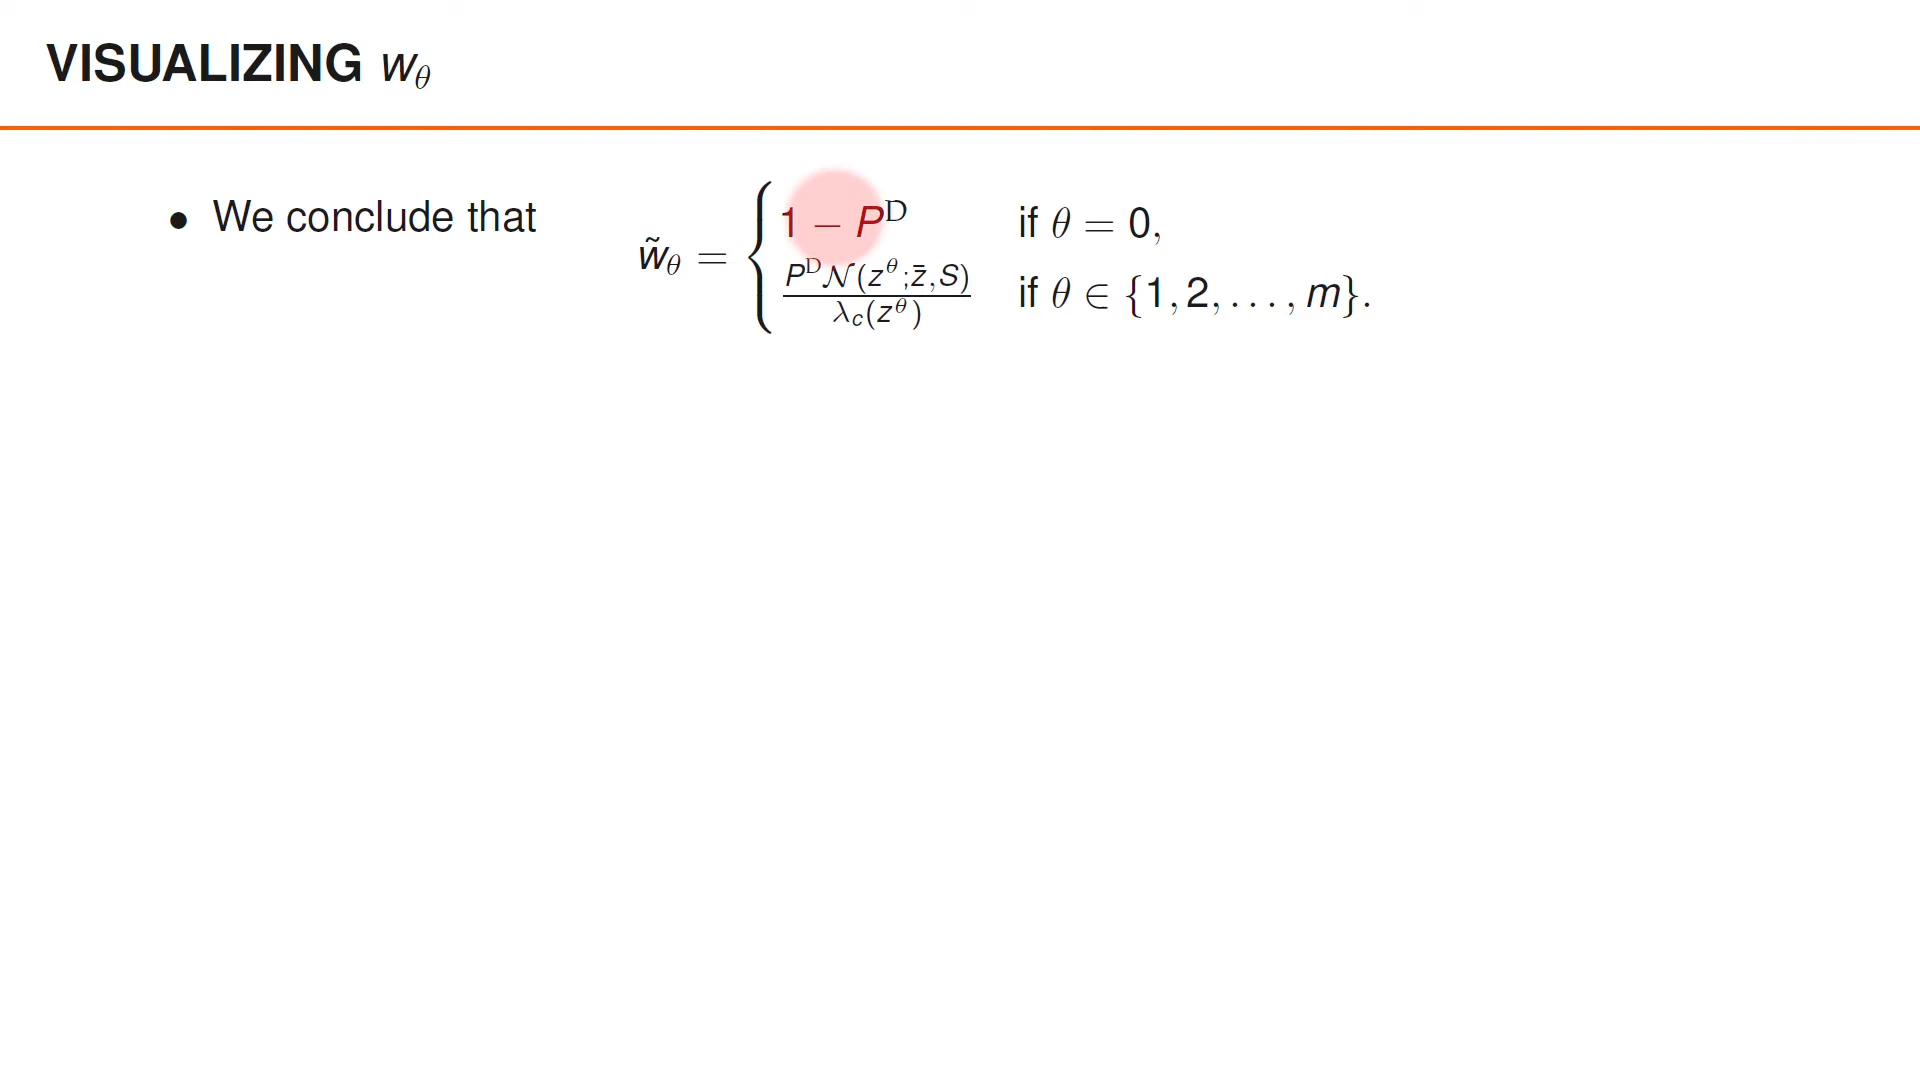 VISUALIZING w_θ
• We conclude that
w̃_θ = { 1 − P^D if θ = 0,
P^D 𝒩(z^θ; z̄, S) / λ_c(z^θ) if θ ∈ {1, 2, . . . , m}.